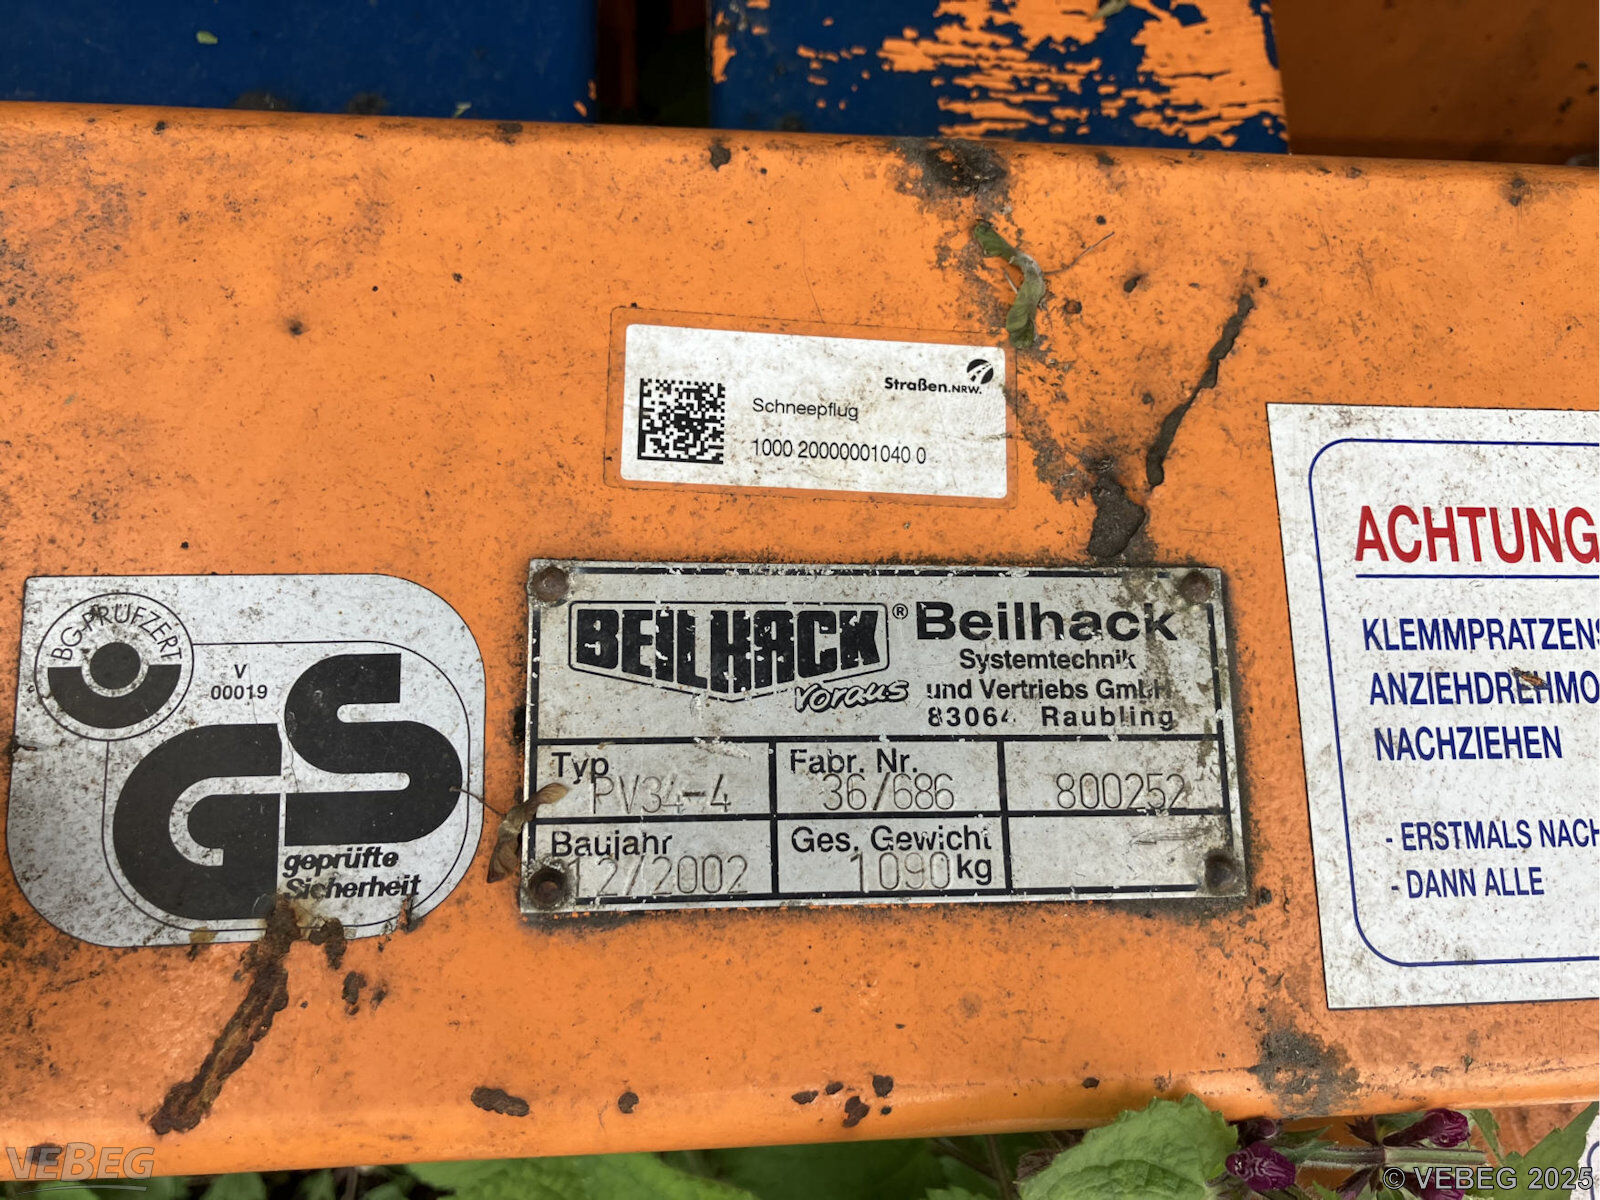 Straßen.NRW.
Schneepflug
1000 20000001040 0
BG-PRÜFZERT
V
00019
GS
geprüfte
Sicherheit
BEILHACK®
voraus
Beilhack
Systemtechnik
und Vertriebs GmbH
83064 Raubling
Typ PV34-4
Fabr. Nr. 36/686
800252
Baujahr 12/2002
Ges. Gewicht 1090 kg
ACHTUNG
KLEMMPRATZENS
ANZIEHDREHMO
NACHZIEHEN
- ERSTMALS NACH
- DANN ALLE
VEBEG
© VEBEG 2025